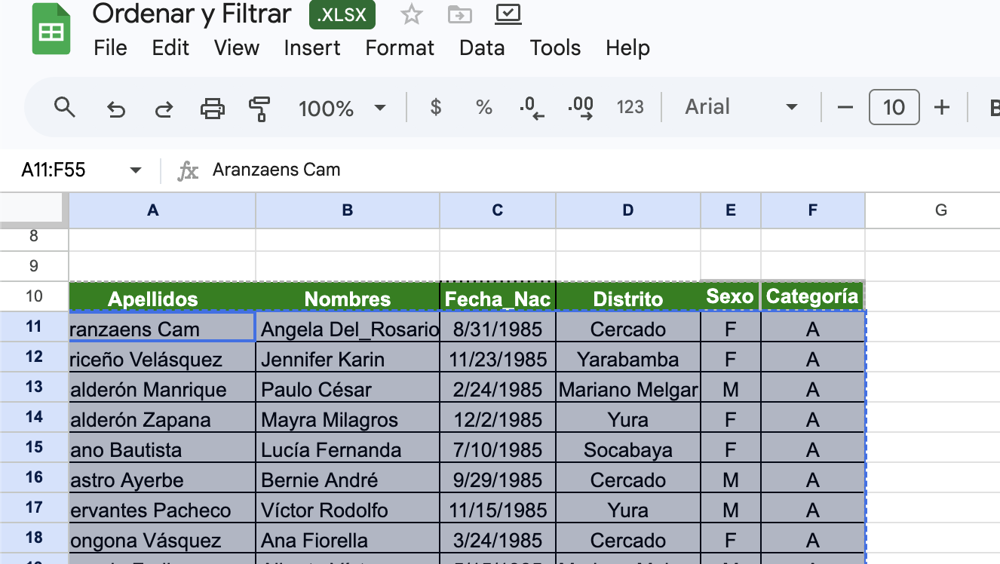 Ordenar y Filtrar .XLSX
File Edit View Insert Format Data Tools Help
100% $ % .0 .00 123 Arial 10 B
A11:F55 fx Aranzaens Cam
A B C D E F G
8
9
10 Apellidos Nombres Fecha_Nac Distrito Sexo Categoría
11 ranzaens Cam Angela Del_Rosario 8/31/1985 Cercado F A
12 riceño Velásquez Jennifer Karin 11/23/1985 Yarabamba F A
13 alderón Manrique Paulo César 2/24/1985 Mariano Melgar M A
14 alderón Zapana Mayra Milagros 12/2/1985 Yura F A
15 ano Bautista Lucía Fernanda 7/10/1985 Socabaya F A
16 astro Ayerbe Bernie André 9/29/1985 Cercado M A
17 ervantes Pacheco Víctor Rodolfo 11/15/1985 Yura M A
18 ongona Vásquez Ana Fiorella 3/24/1985 Cercado F A